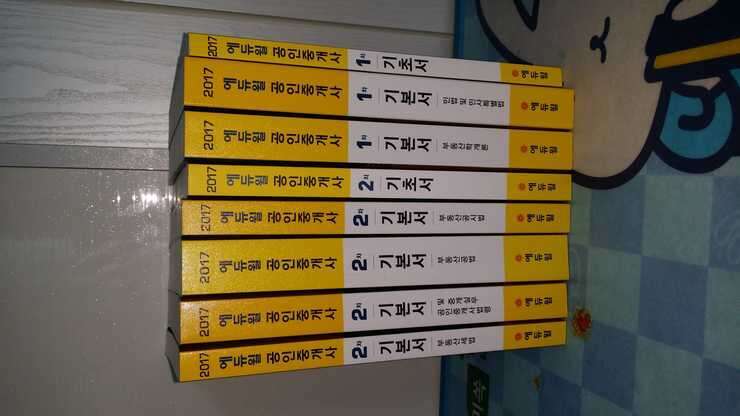 2017 에듀윌 공인중개사 1차 기초서 에듀윌
2017 에듀윌 공인중개사 1차 기본서 민법 및 민사특별법 에듀윌
2017 에듀윌 공인중개사 1차 기본서 부동산학개론 에듀윌
2017 에듀윌 공인중개사 2차 기초서 에듀윌
2017 에듀윌 공인중개사 2차 기본서 부동산공시법 에듀윌
2017 에듀윌 공인중개사 2차 기본서 부동산공법 에듀윌
2017 에듀윌 공인중개사 2차 기본서 공인중개사법령 및 중개실무 에듀윌
2017 에듀윌 공인중개사 2차 기본서 부동산세법 에듀윌